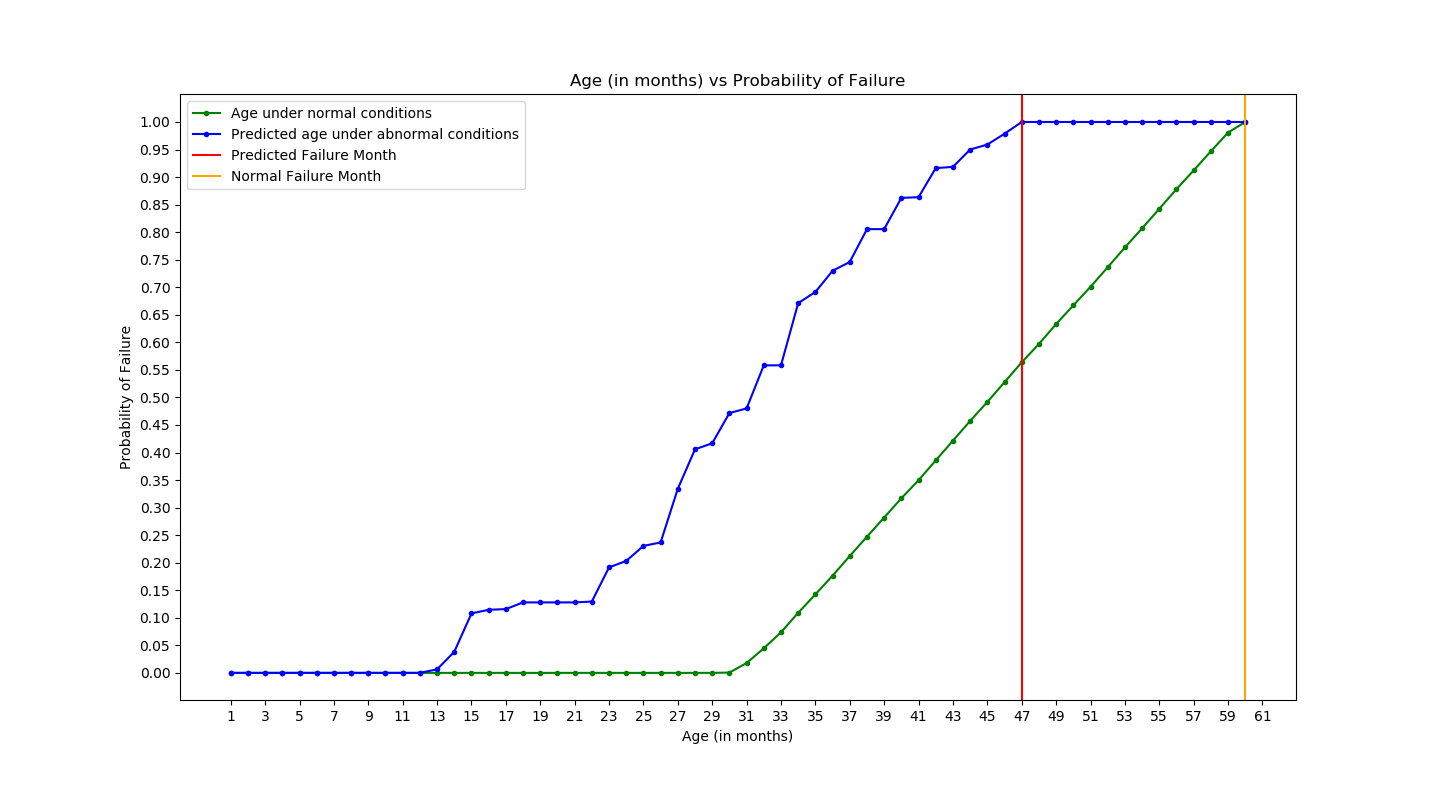 Age (in months) vs Probability of Failure
Age under normal conditions
Predicted age under abnormal conditions
Predicted Failure Month
Normal Failure Month
Probability of Failure
1.00
0.95
0.90
0.85
0.80
0.75
0.70
0.65
0.60
0.55
0.50
0.45
0.40
0.35
0.30
0.25
0.20
0.15
0.10
0.05
0.00
1 3 5 7 9 11 13 15 17 19 21 23 25 27 29 31 33 35 37 39 41 43 45 47 49 51 53 55 57 59 61
Age (in months)